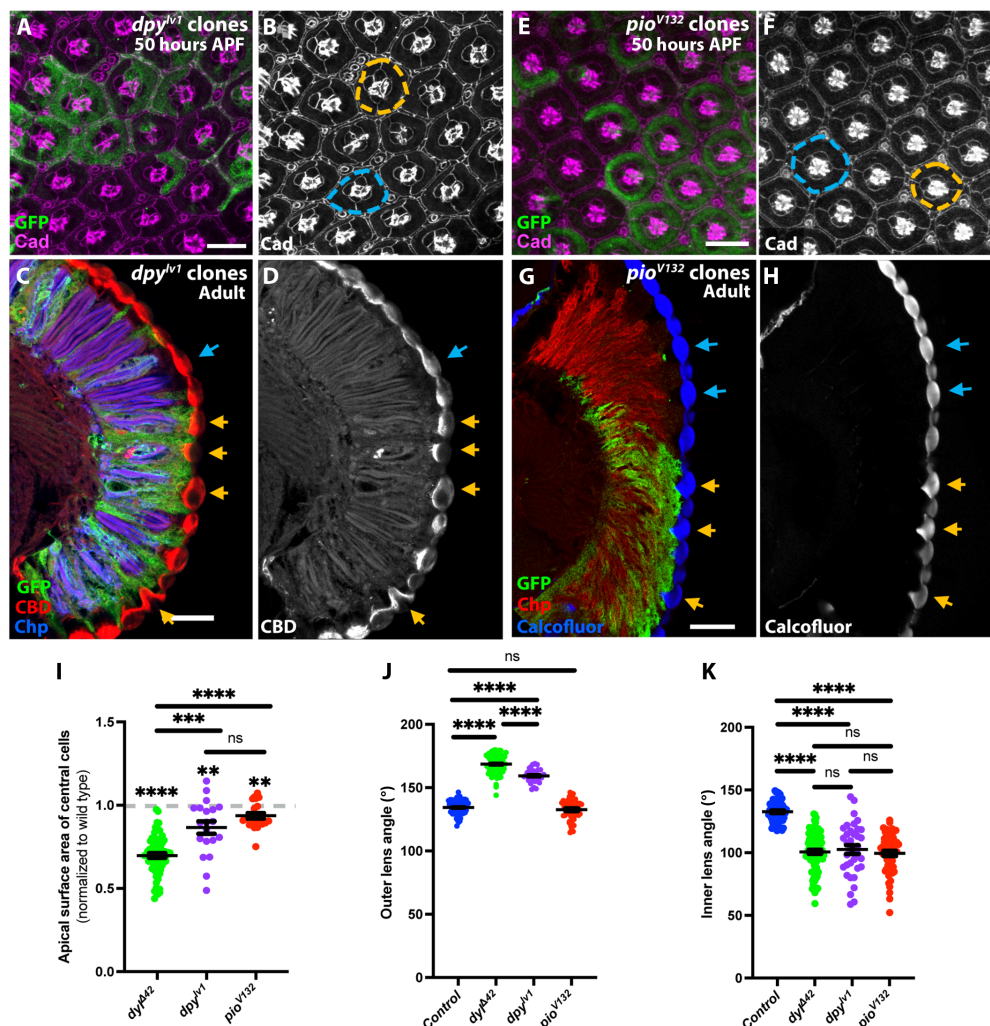 A
dpy^lv1 clones
50 hours APF
GFP
Cad
B
Cad
E
pio^V132 clones
50 hours APF
GFP
Cad
F
Cad
C
dpy^lv1 clones
Adult
GFP
CBD
Chp
D
CBD
G
pio^V132 clones
Adult
GFP
Chp
Calcofluor
H
Calcofluor
I
Apical surface area of central cells
(normalized to wild type)
1.5
1.0
0.5
0.0
****
***
ns
****
**
**
dyl^Δ42
dpy^lv1
pio^V132
J
Outer lens angle (°)
200
150
100
50
0
ns
****
****
****
Control
dyl^Δ42
dpy^lv1
pio^V132
K
Inner lens angle (°)
200
150
100
50
0
****
****
ns
****
ns
ns
Control
dyl^Δ42
dpy^lv1
pio^V132